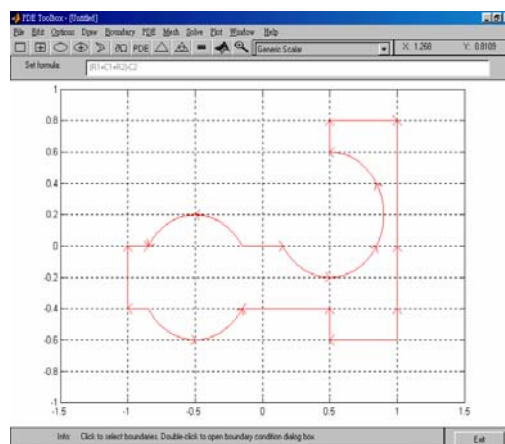 PDE Toolbox - [Untitled]
File Edit Options Draw Boundary PDE Mesh Solve Plot Window Help
∂Ω PDE = Generic Scalar X: 1.268 Y: 0.8109
Set formula: (R1+C1+R2)-C2
1
0.8
0.6
0.4
0.2
0
-0.2
-0.4
-0.6
-0.8
-1
-1.5 -1 -0.5 0 0.5 1 1.5
Info: Click to select boundaries. Double-click to open boundary condition dialog box.
Exit